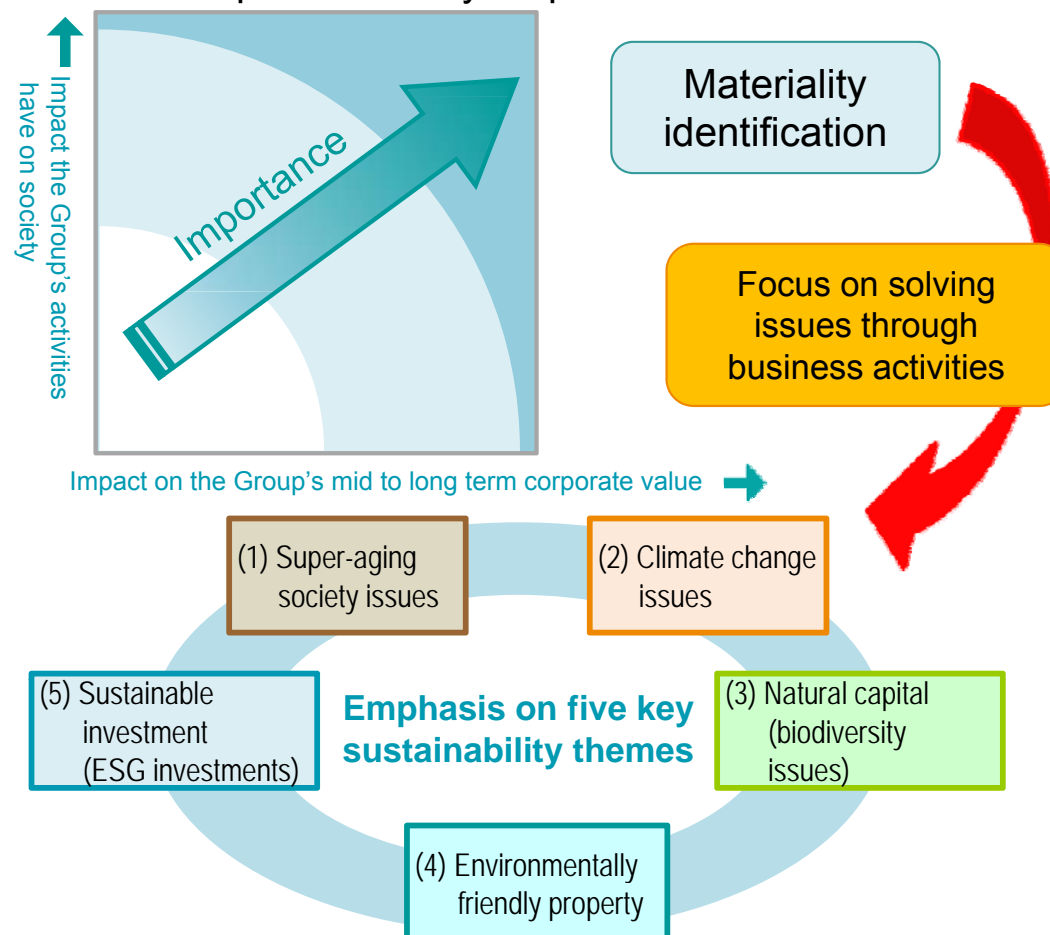 Impact the Group's activities
have on society
Importance
Impact on the Group's mid to long term corporate value
Materiality
identification
Focus on solving
issues through
business activities
(1) Super-aging
society issues
(2) Climate change
issues
(3) Natural capital
(biodiversity
issues)
(4) Environmentally
friendly property
(5) Sustainable
investment
(ESG investments)
Emphasis on five key
sustainability themes